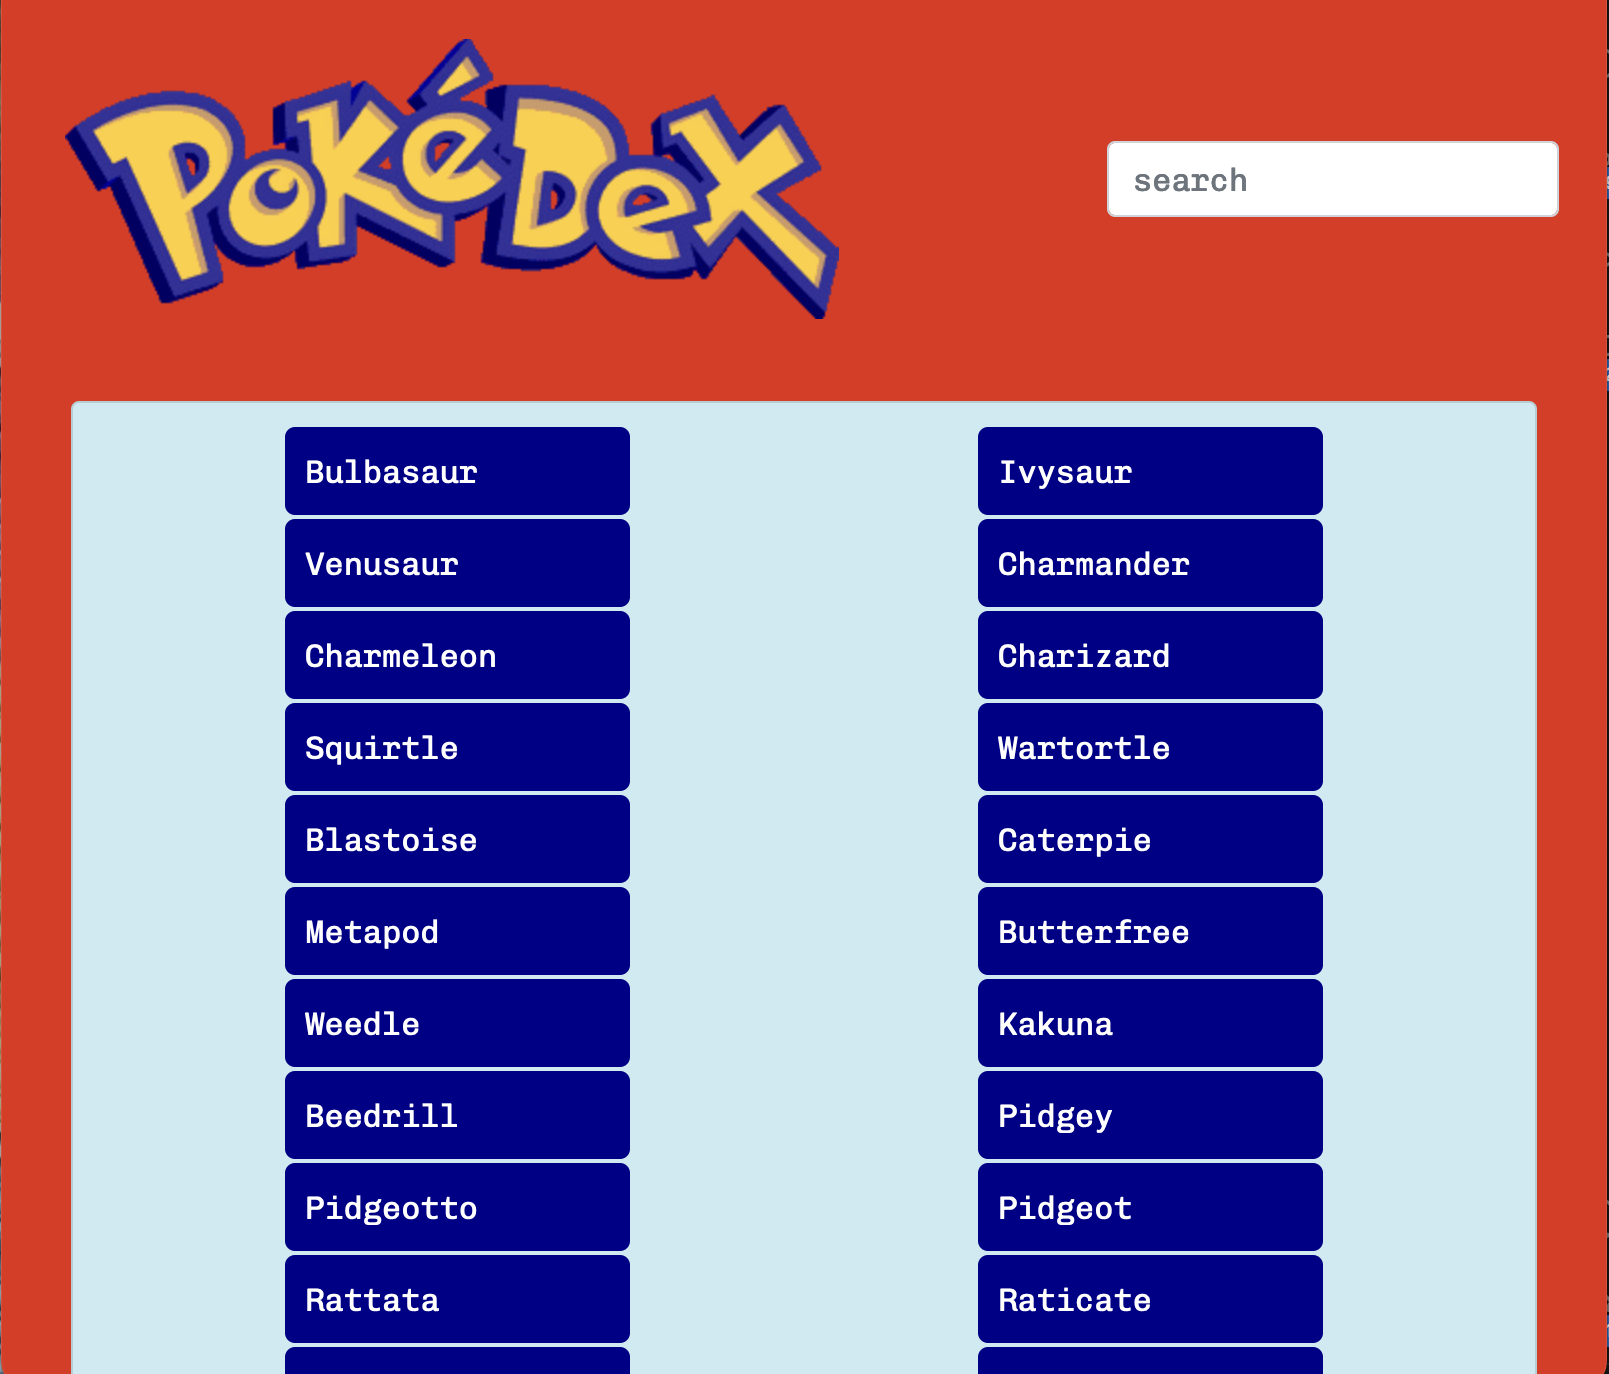 PoKéDex
search
Bulbasaur
Ivysaur
Venusaur
Charmander
Charmeleon
Charizard
Squirtle
Wartortle
Blastoise
Caterpie
Metapod
Butterfree
Weedle
Kakuna
Beedrill
Pidgey
Pidgeotto
Pidgeot
Rattata
Raticate